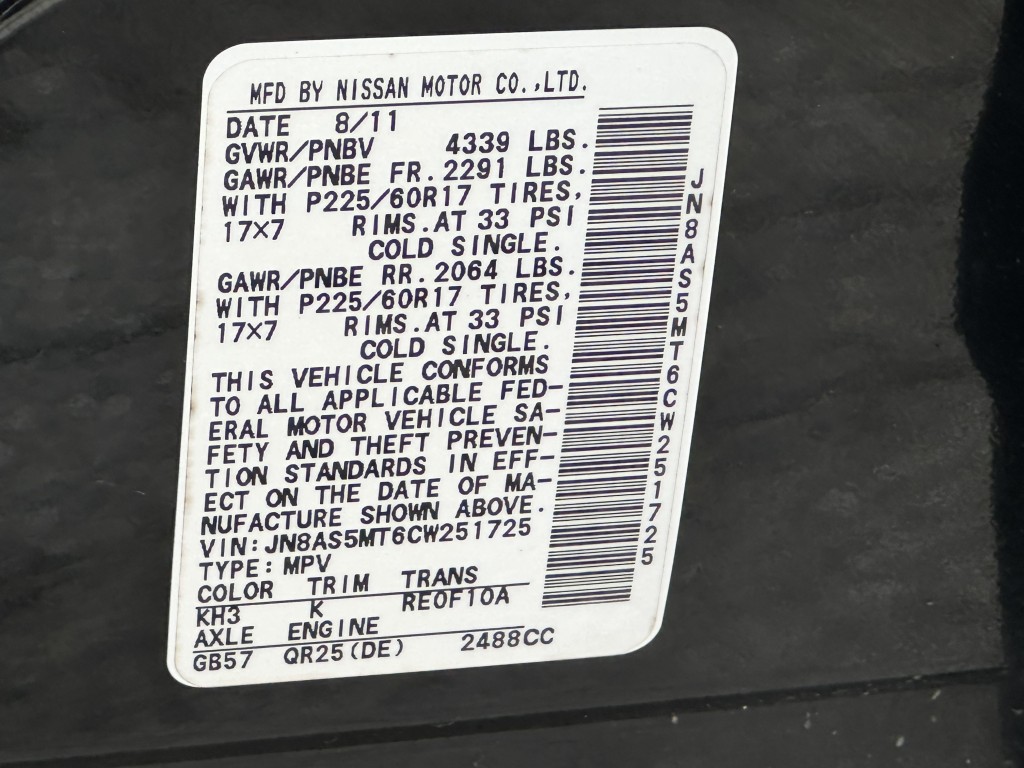 MFD BY NISSAN MOTOR CO.,LTD.
DATE 8/11
GVWR/PNBV 4339 LBS.
GAWR/PNBE FR.2291 LBS.
WITH P225/60R17 TIRES,
17×7 RIMS.AT 33 PSI
COLD SINGLE.
GAWR/PNBE RR.2064 LBS.
WITH P225/60R17 TIRES,
17×7 RIMS.AT 33 PSI
COLD SINGLE.
THIS VEHICLE CONFORMS
TO ALL APPLICABLE FED-
ERAL MOTOR VEHICLE SA-
FETY AND THEFT PREVEN-
TION STANDARDS IN EFF-
ECT ON THE DATE OF MA-
NUFACTURE SHOWN ABOVE.
VIN:JN8AS5MT6CW251725
TYPE:MPV
COLOR TRIM TRANS
KH3 K RE0F10A
AXLE ENGINE
GB57 QR25(DE) 2488CC
JN8AS5MT6CW251725